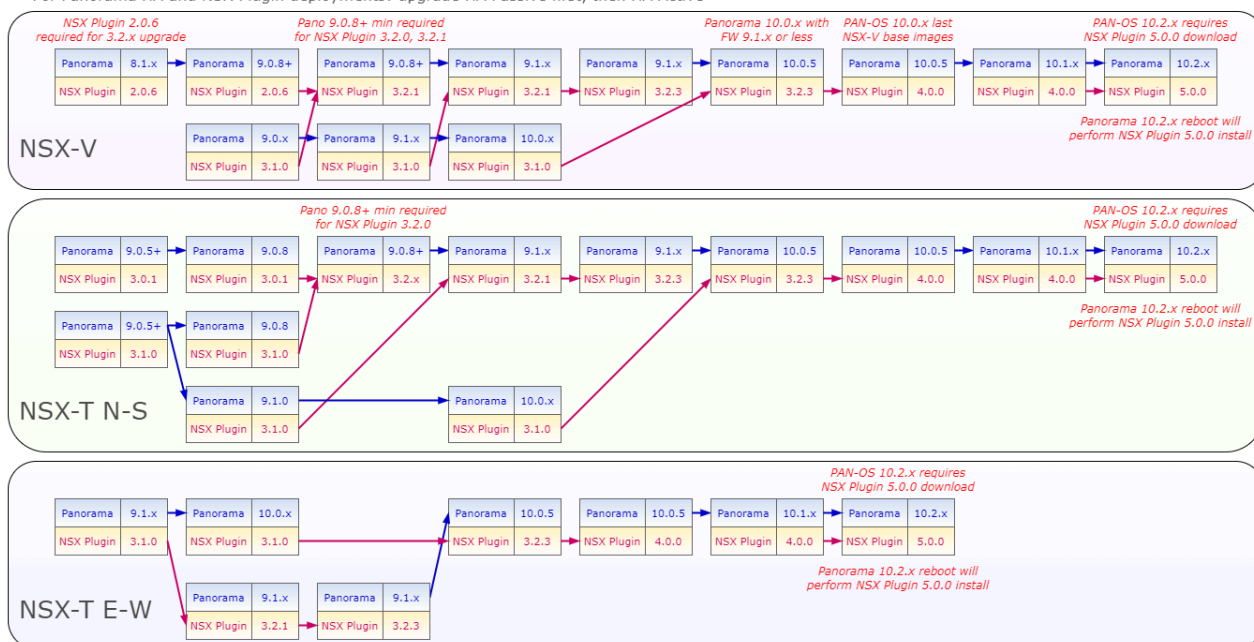 NSX Plugin 2.0.6
required for 3.2.x upgrade
Pano 9.0.8+ min required
for NSX Plugin 3.2.0, 3.2.1
Panorama 10.0.x with
FW 9.1.x or less
PAN-OS 10.0.x last
NSX-V base images
PAN-OS 10.2.x requires
NSX Plugin 5.0.0 download
Panorama 8.1.x Panorama 9.0.8+ Panorama 9.0.8+ Panorama 9.1.x Panorama 9.1.x Panorama 10.0.5 Panorama 10.0.5 Panorama 10.1.x Panorama 10.2.x
NSX Plugin 2.0.6 NSX Plugin 2.0.6 NSX Plugin 3.2.1 NSX Plugin 3.2.1 NSX Plugin 3.2.3 NSX Plugin 3.2.3 NSX Plugin 4.0.0 NSX Plugin 4.0.0 NSX Plugin 5.0.0
Panorama 10.2.x reboot will
perform NSX Plugin 5.0.0 install
Panorama 9.0.x Panorama 9.1.x Panorama 10.0.x
NSX Plugin 3.1.0 NSX Plugin 3.1.0 NSX Plugin 3.1.0
NSX-V
Pano 9.0.8+ min required
for NSX Plugin 3.2.0
PAN-OS 10.2.x requires
NSX Plugin 5.0.0 download
Panorama 9.0.5+ Panorama 9.0.8 Panorama 9.0.8+ Panorama 9.1.x Panorama 9.1.x Panorama 10.0.5 Panorama 10.0.5 Panorama 10.1.x Panorama 10.2.x
NSX Plugin 3.0.1 NSX Plugin 3.0.1 NSX Plugin 3.2.x NSX Plugin 3.2.1 NSX Plugin 3.2.3 NSX Plugin 3.2.3 NSX Plugin 4.0.0 NSX Plugin 4.0.0 NSX Plugin 5.0.0
Panorama 10.2.x reboot will
perform NSX Plugin 5.0.0 install
Panorama 9.0.5+ Panorama 9.0.8
NSX Plugin 3.1.0 NSX Plugin 3.1.0
Panorama 9.1.0 Panorama 10.0.x
NSX Plugin 3.1.0 NSX Plugin 3.1.0
NSX-T N-S
PAN-OS 10.2.x requires
NSX Plugin 5.0.0 download
Panorama 9.1.x Panorama 10.0.x Panorama 10.0.5 Panorama 10.0.5 Panorama 10.1.x Panorama 10.2.x
NSX Plugin 3.1.0 NSX Plugin 3.1.0 NSX Plugin 3.2.3 NSX Plugin 4.0.0 NSX Plugin 4.0.0 NSX Plugin 5.0.0
Panorama 10.2.x reboot will
perform NSX Plugin 5.0.0 install
Panorama 9.1.x Panorama 9.1.x
NSX Plugin 3.2.1 NSX Plugin 3.2.3
NSX-T E-W